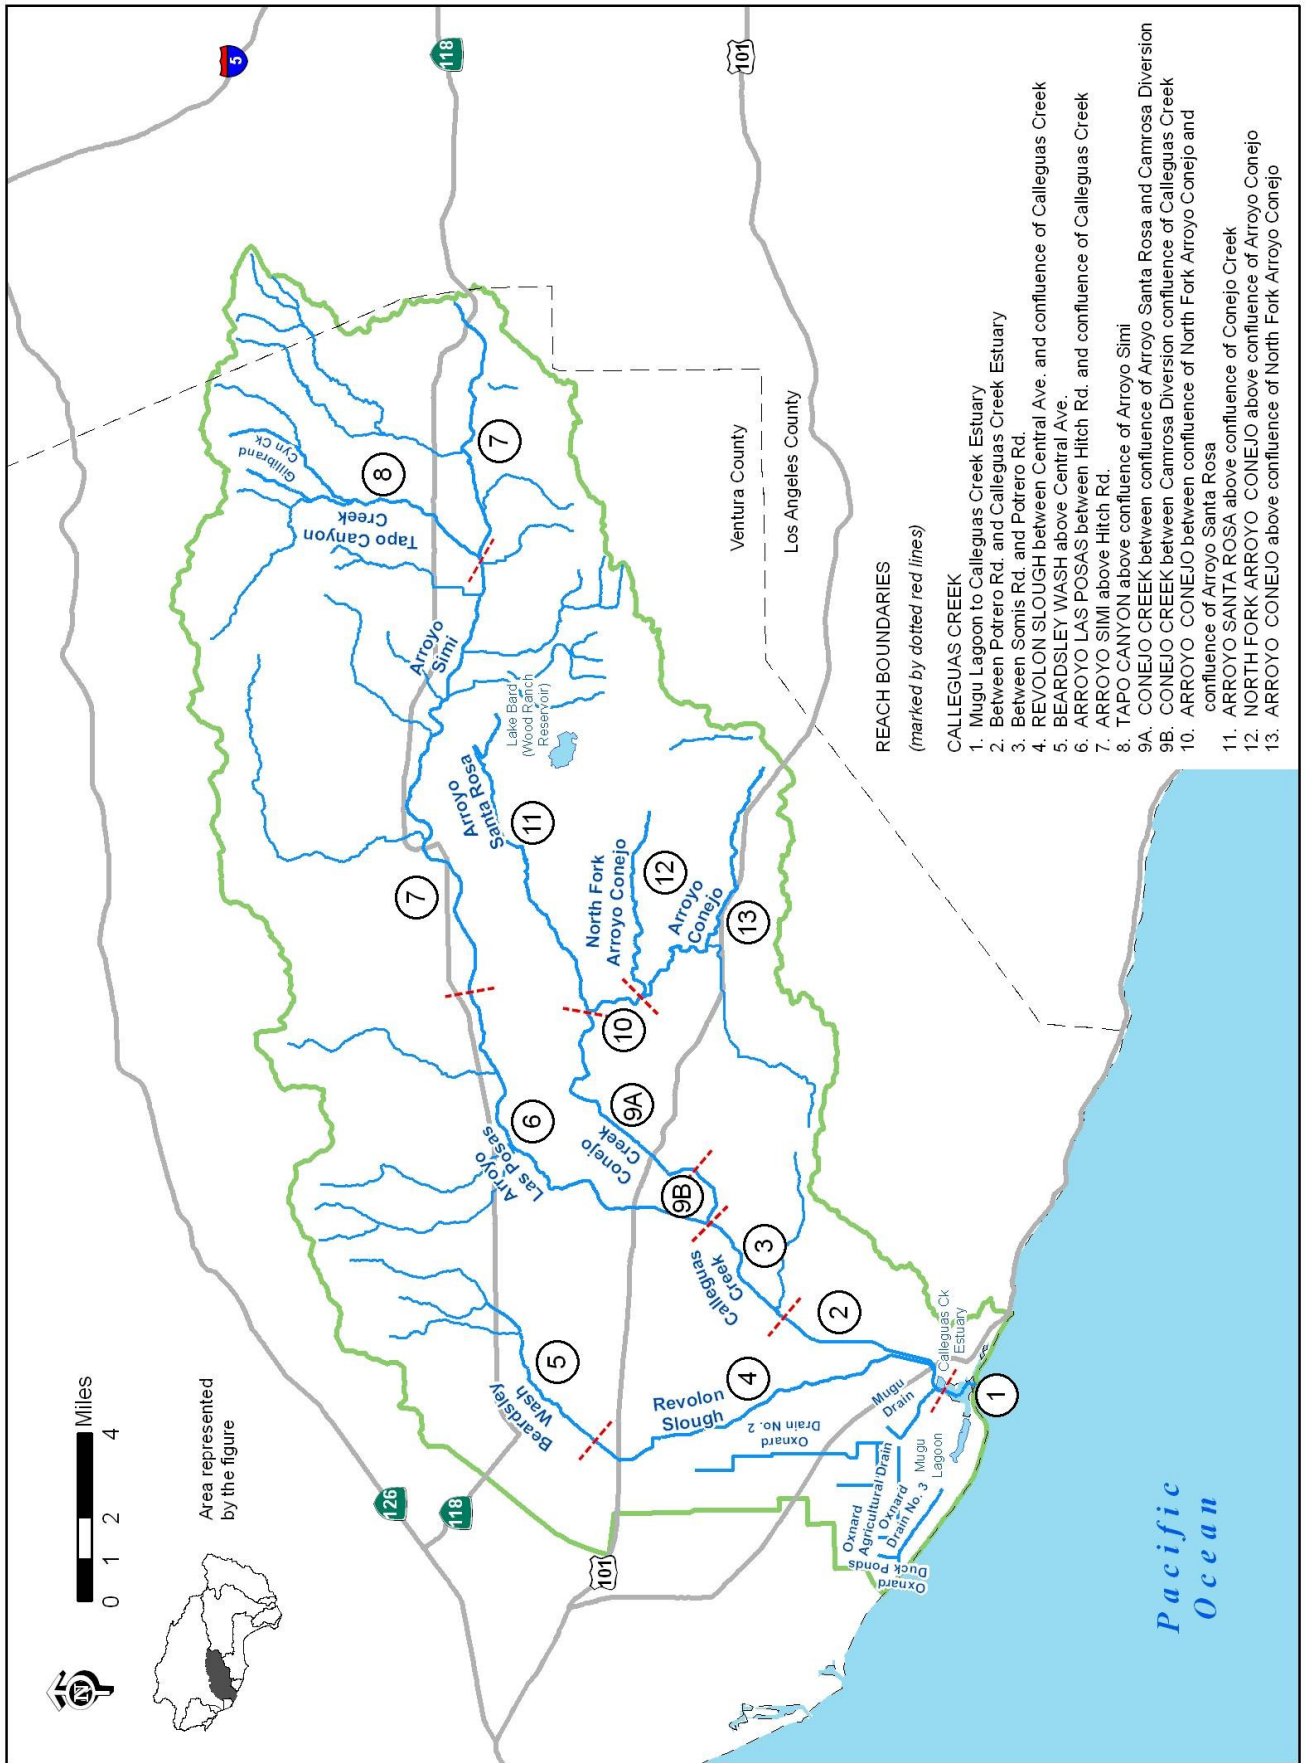 N
0 1 2 4 Miles
Area represented
by the figure
5
118
101
126
118
101
Gillibrand
Cyn Ck
8
Tapo Canyon
Creek
7
Arroyo
Simi
Lake Bard
(Wood Ranch
Reservoir)
7
Arroyo
Santa Rosa
11
North Fork
Arroyo Conejo
12
Arroyo
Conejo
13
10
6
Arroyo
Las Posas
9A
Conejo
Creek
9B
5
Beardsley
Wash
3
Calleguas
Creek
2
4
Revolon
Slough
Oxnard
Drain No. 2
Mugu
Drain
Calleguas Ck
Estuary
1
Mugu
Lagoon
Oxnard
Agricultural Drain
Oxnard
Drain No. 3
Oxnard
Duck Ponds
Ventura County
Los Angeles County
Pacific
Ocean
REACH BOUNDARIES
(marked by dotted red lines)
CALLEGUAS CREEK
1. Mugu Lagoon to Calleguas Creek Estuary
2. Between Potrero Rd. and Calleguas Creek Estuary
3. Between Somis Rd. and Potrero Rd.
4. REVOLON SLOUGH between Central Ave. and confluence of Calleguas Creek
5. BEARDSLEY WASH above Central Ave.
6. ARROYO LAS POSAS between Hitch Rd. and confluence of Calleguas Creek
7. ARROYO SIMI above Hitch Rd.
8. TAPO CANYON above confluence of Arroyo Simi
9A. CONEJO CREEK between confluence of Arroyo Santa Rosa and Camrosa Diversion
9B. CONEJO CREEK between Camrosa Diversion confluence of Calleguas Creek
10. ARROYO CONEJO between confluence of North Fork Arroyo Conejo and
confluence of Arroyo Santa Rosa
11. ARROYO SANTA ROSA above confluence of Conejo Creek
12. NORTH FORK ARROYO CONEJO above confluence of Arroyo Conejo
13. ARROYO CONEJO above confluence of North Fork Arroyo Conejo